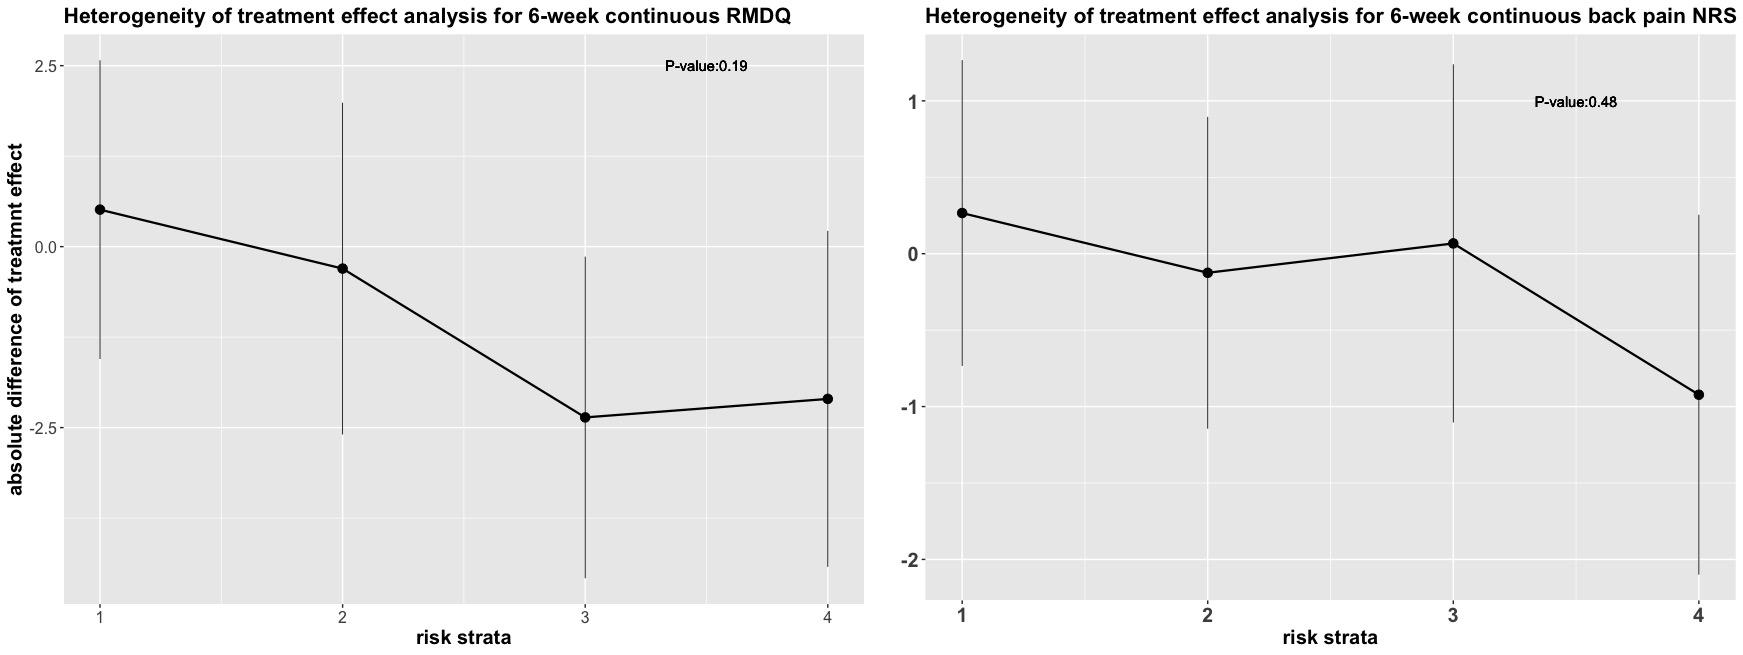 Heterogeneity of treatment effect analysis for 6-week continuous RMDQ
P-value:0.19
2.5
0.0
-2.5
absolute difference of treatmnt effect
1 2 3 4
risk strata
Heterogeneity of treatment effect analysis for 6-week continuous back pain NRS
P-value:0.48
1
0
-1
-2
1 2 3 4
risk strata